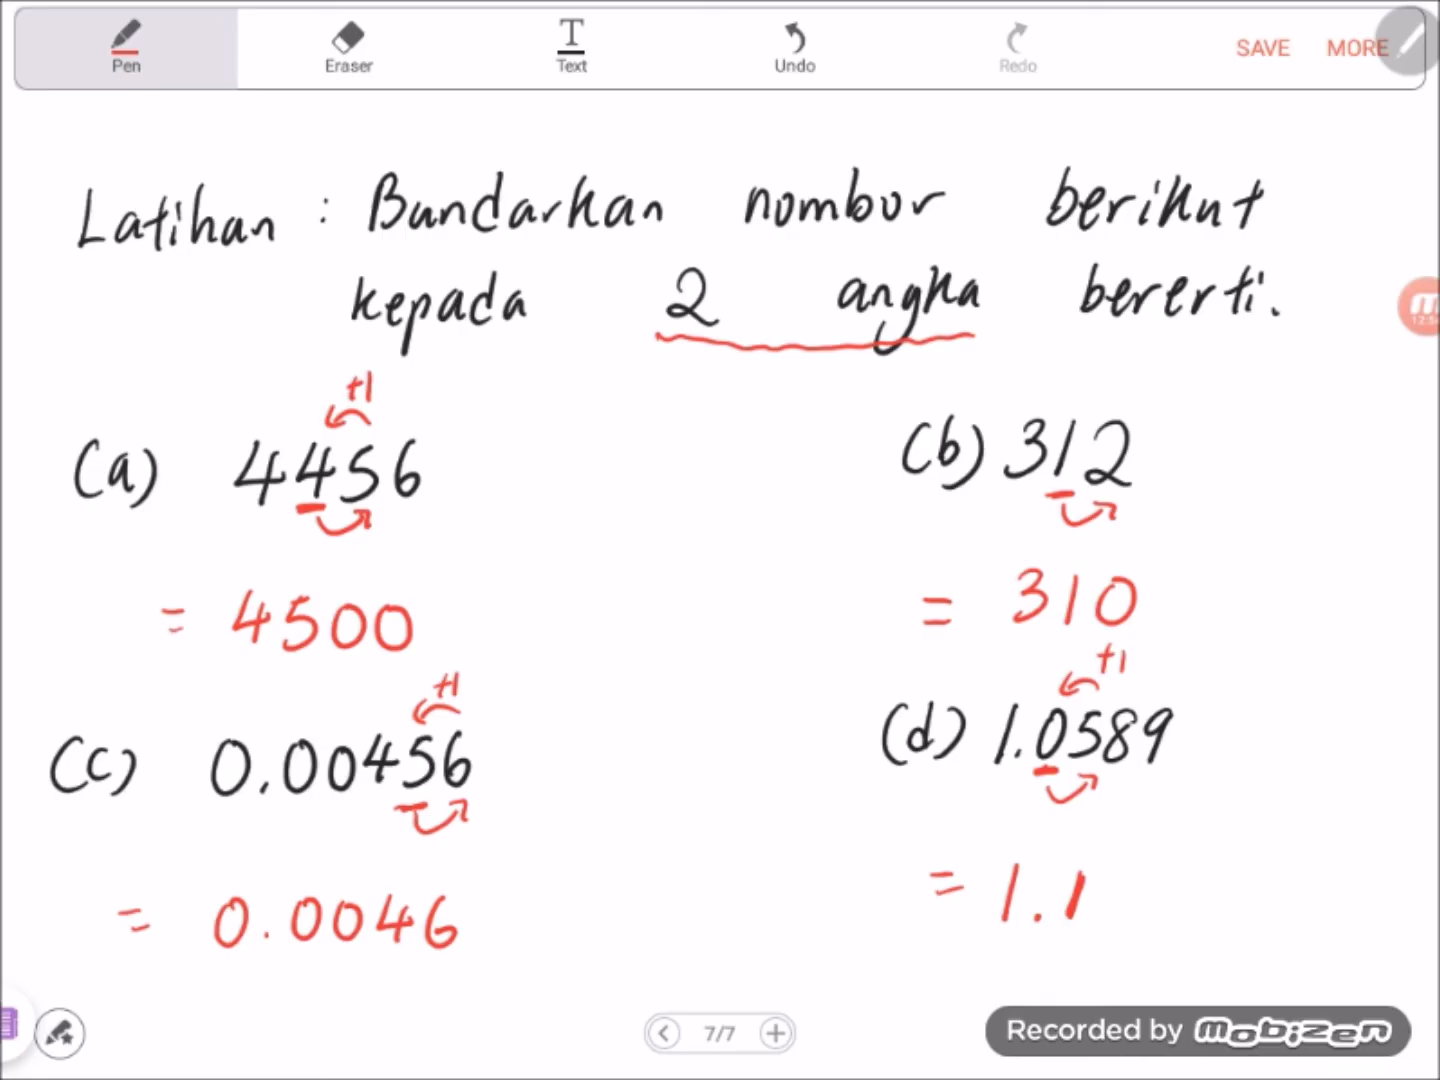 Pen Eraser Text Undo Redo SAVE MORE
Latihan : Bundarkan nombor berikut
kepada 2 angka bererti.
+1
(a) 4456
(b) 312
= 4500
= 310
+1
+1
(c) 0.00456
(d) 1.0589
= 0.0046
= 1.1
7/7
Recorded by mobizen